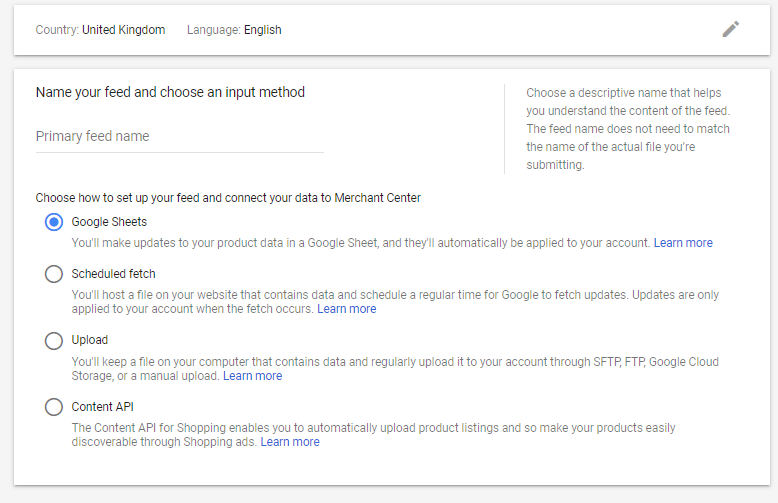 Country: United Kingdom Language: English
Name your feed and choose an input method
Primary feed name
Choose a descriptive name that helps
you understand the content of the feed.
The feed name does not need to match
the name of the actual file you're
submitting.
Choose how to set up your feed and connect your data to Merchant Center
Google Sheets
You'll make updates to your product data in a Google Sheet, and they'll automatically be applied to your account. Learn more
Scheduled fetch
You'll host a file on your website that contains data and schedule a regular time for Google to fetch updates. Updates are only
applied to your account when the fetch occurs. Learn more
Upload
You'll keep a file on your computer that contains data and regularly upload it to your account through SFTP, FTP, Google Cloud
Storage, or a manual upload. Learn more
Content API
The Content API for Shopping enables you to automatically upload product listings and so make your products easily
discoverable through Shopping ads. Learn more